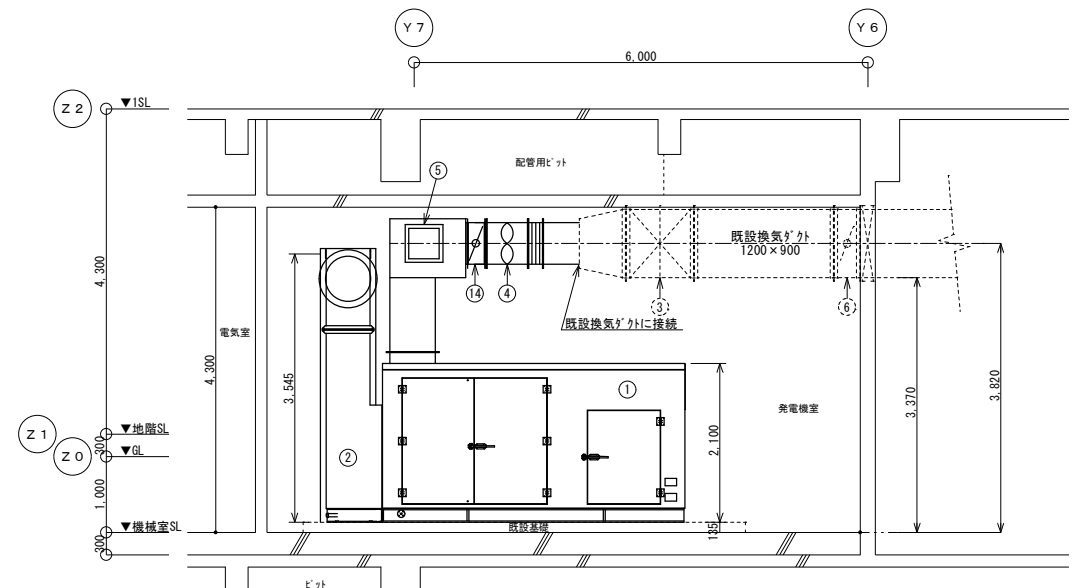 Y7
Y6
6,000
Z2
▼1SL
配管用ピット
5
既設換気ダクト
1200×900
14
4
3
6
既設換気ダクトに接続
4,300
電気室
4,300
3,545
1
発電機室
2,100
3,370
3,820
Z1
▼地階SL
300
Z0
▼GL
2
1,000
▼機械室SL
既設基礎
135
300
ピット